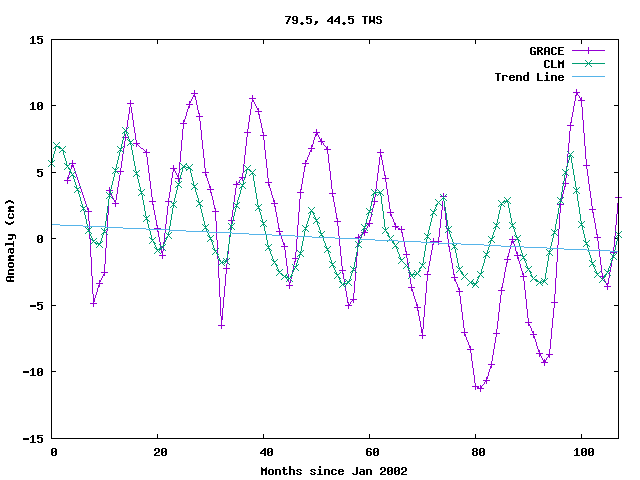 79.5, 44.5 TWS
GRACE
CLM
Trend Line
15
10
5
0
-5
-10
-15
Anomaly (cm)
0 20 40 60 80 100
Months since Jan 2002